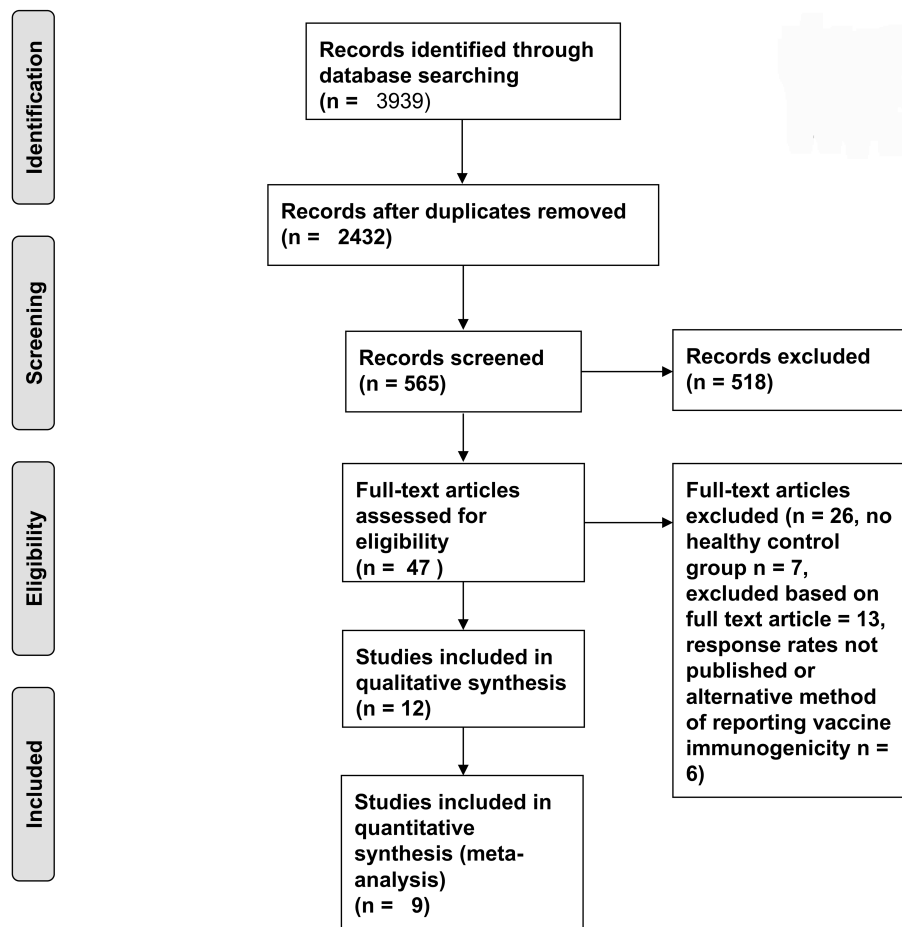 Identification
Records identified through
database searching
(n = 3939)
Records after duplicates removed
(n = 2432)
Screening
Records screened
(n = 565)
Records excluded
(n = 518)
Eligibility
Full-text articles
assessed for
eligibility
(n = 47 )
Full-text articles
excluded (n = 26, no
healthy control
group n = 7,
excluded based on
full text article = 13,
response rates not
published or
alternative method
of reporting vaccine
immunogenicity n =
6)
Studies included in
qualitative synthesis
(n = 12)
Included
Studies included in
quantitative
synthesis (meta-
analysis)
(n = 9)